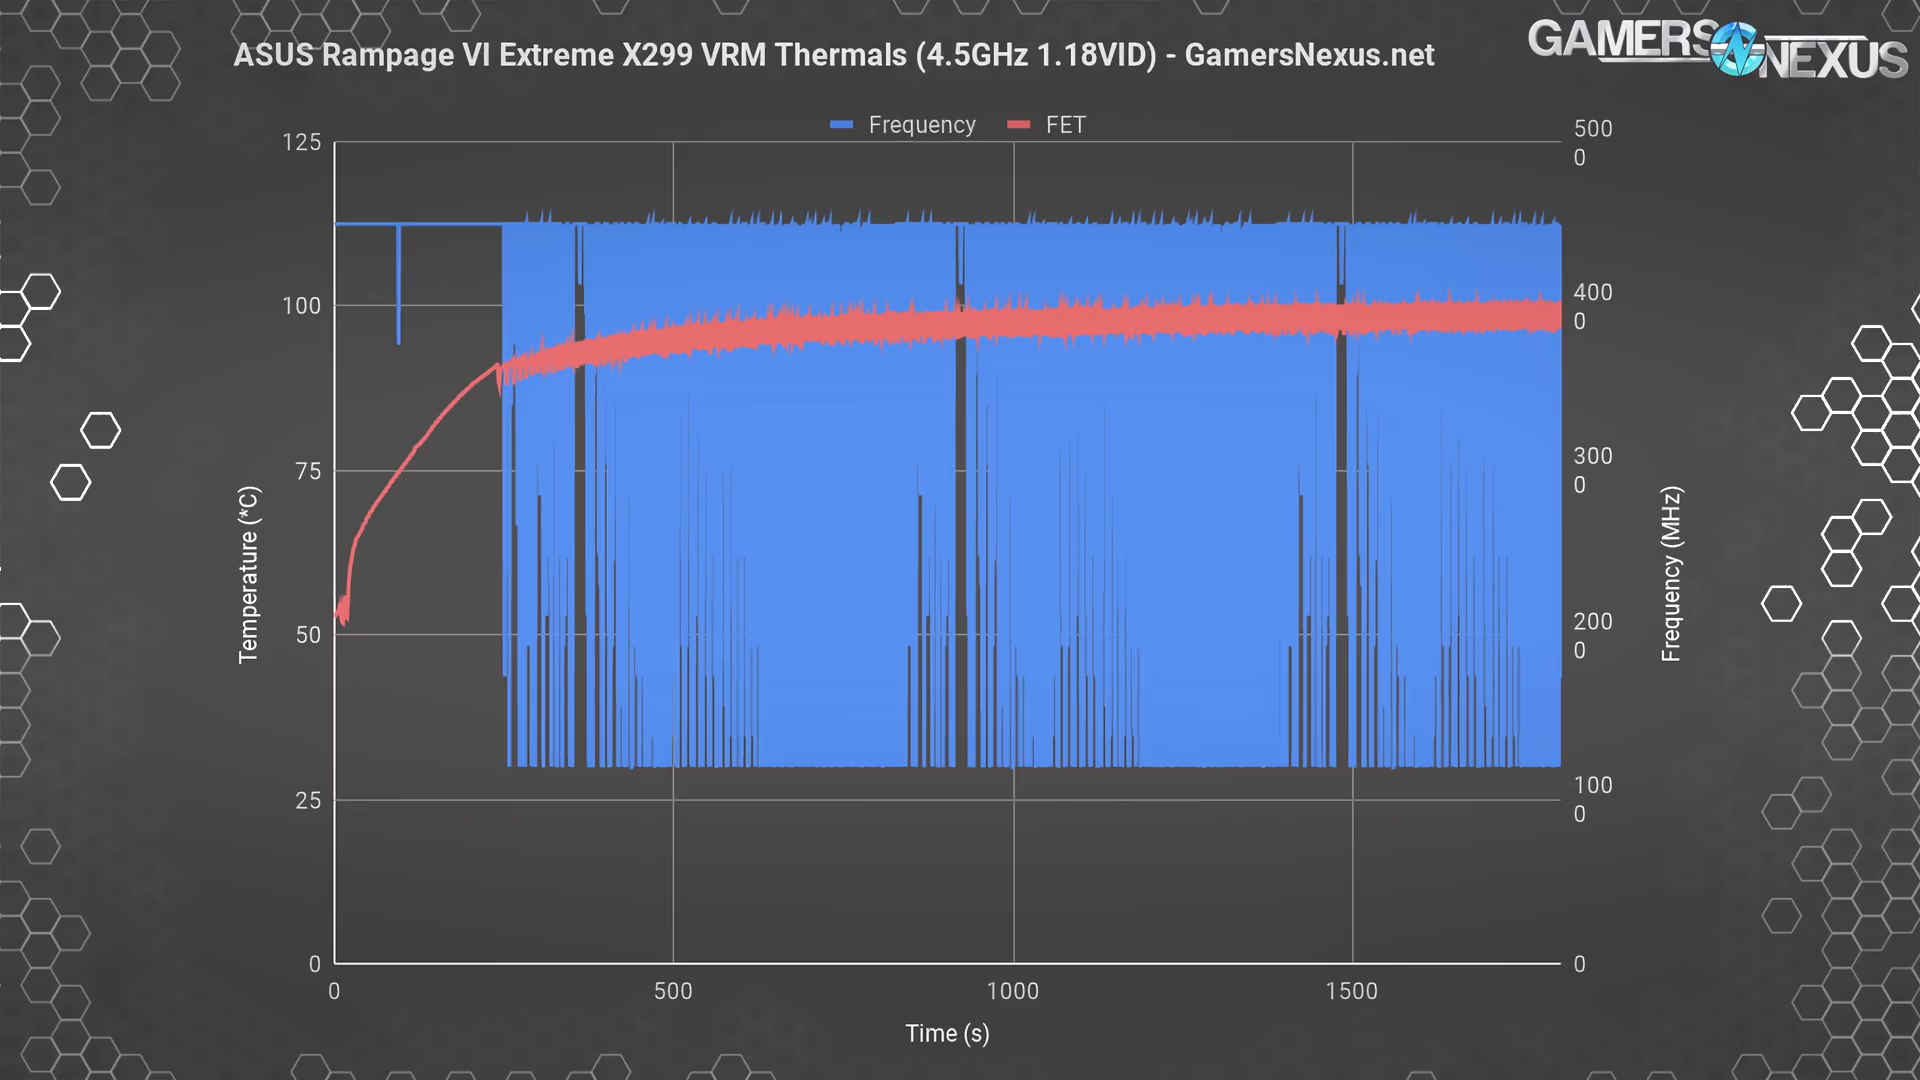 ASUS Rampage VI Extreme X299 VRM Thermals (4.5GHz 1.18VID) - GamersNexus.net
GAMERS NEXUS
Frequency FET
125
100
75
50
25
0
Temperature (*C)
500
0
400
0
300
0
200
0
100
0
0
Frequency (MHz)
0 500 1000 1500
Time (s)